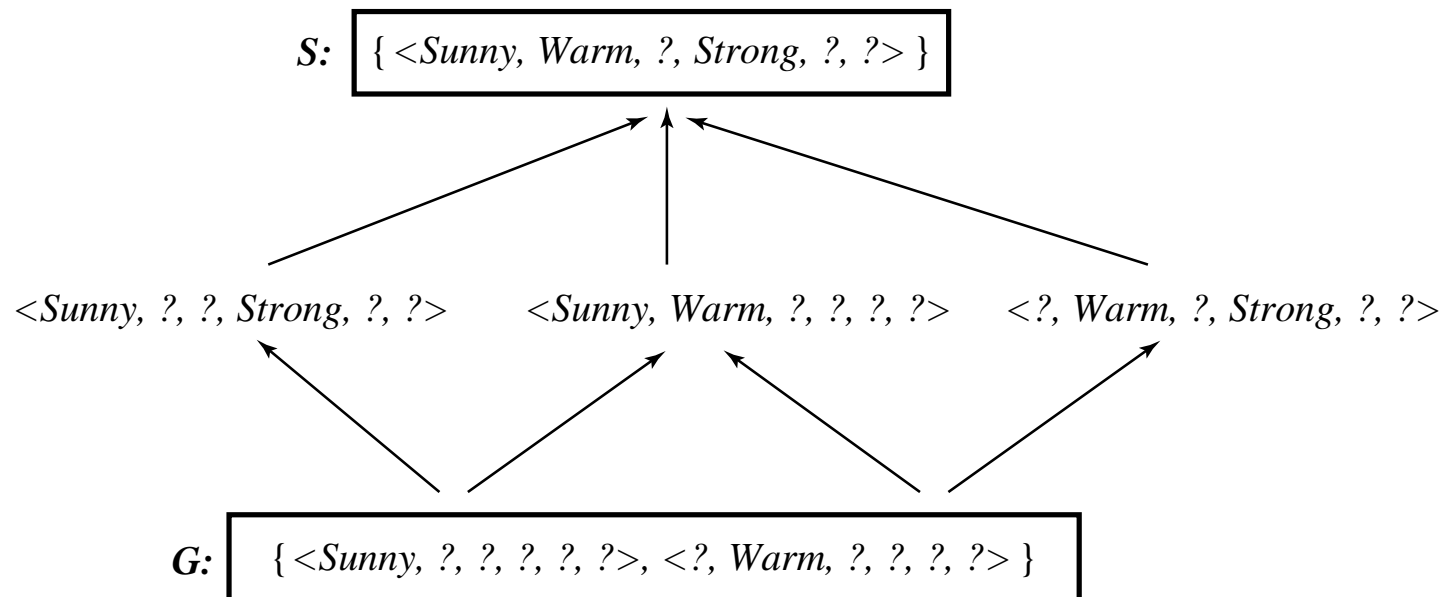 S: { <Sunny, Warm, ?, Strong, ?, ?> }
<Sunny, ?, ?, Strong, ?, ?> <Sunny, Warm, ?, ?, ?, ?> <?, Warm, ?, Strong, ?, ?>
G: { <Sunny, ?, ?, ?, ?, ?>, <?, Warm, ?, ?, ?, ?> }